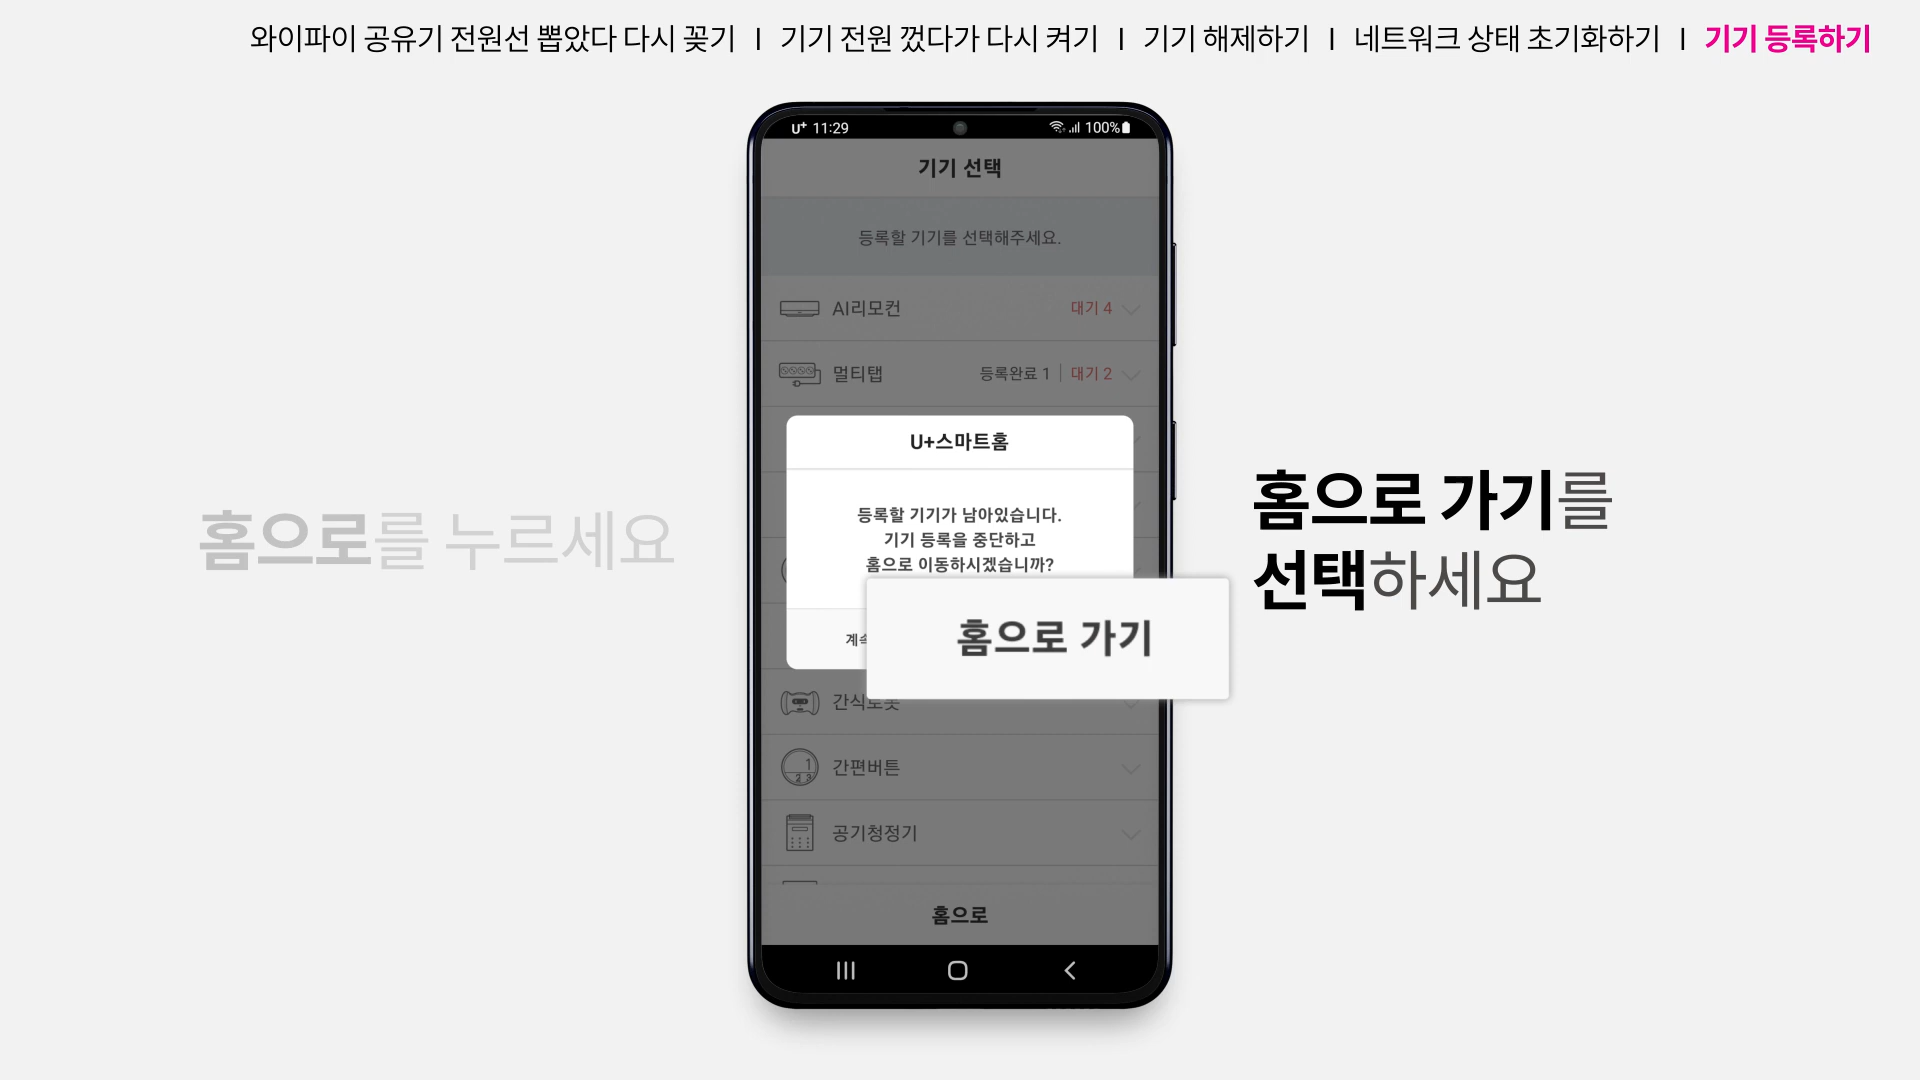 와이파이 공유기 전원선 뽑았다 다시 꽂기 | 기기 전원 껐다가 다시 켜기 | 기기 해제하기 | 네트워크 상태 초기화하기 | 기기 등록하기
U+ 11:29 100%
기기 선택
등록할 기기를 선택해주세요.
AI리모컨 대기 4
멀티탭 등록완료 1 | 대기 2
U+스마트홈
등록할 기기가 남아있습니다.
기기 등록을 중단하고
홈으로 이동하시겠습니까?
홈으로 가기
간식로봇
간편버튼
공기청정기
홈으로
홈으로를 누르세요
홈으로 가기를
선택하세요